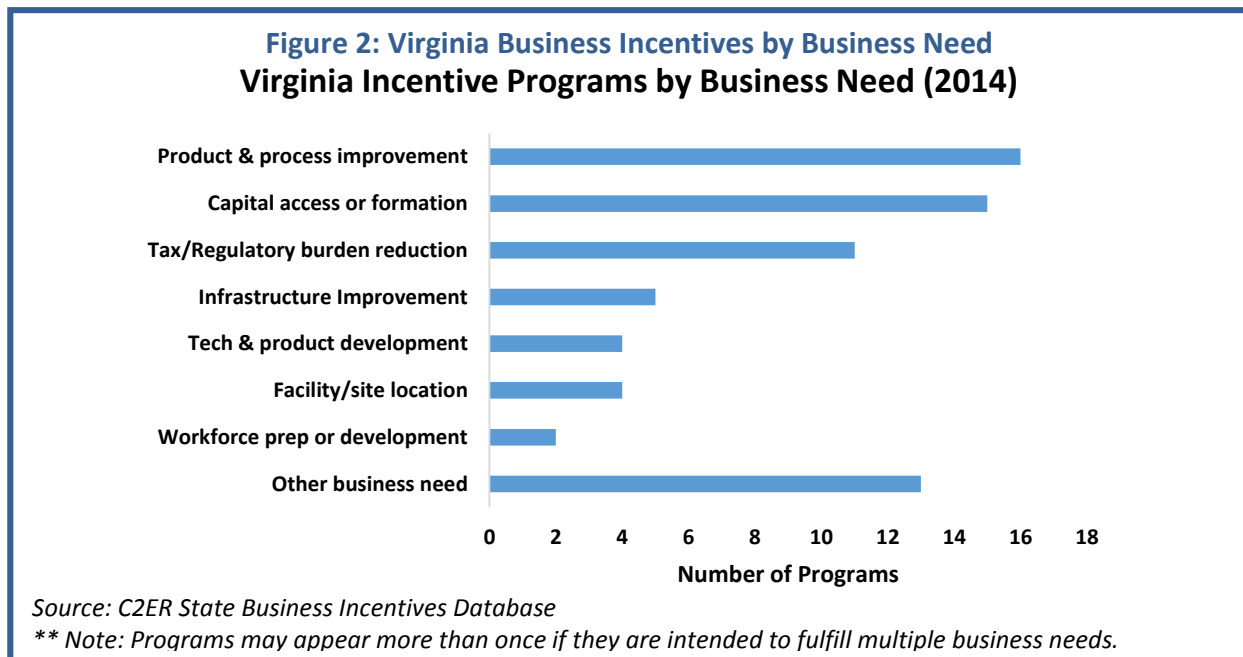 Figure 2: Virginia Business Incentives by Business Need
Virginia Incentive Programs by Business Need (2014)
Product & process improvement
Capital access or formation
Tax/Regulatory burden reduction
Infrastructure Improvement
Tech & product development
Facility/site location
Workforce prep or development
Other business need
0 2 4 6 8 10 12 14 16 18
Number of Programs
Source: C2ER State Business Incentives Database
** Note: Programs may appear more than once if they are intended to fulfill multiple business needs.